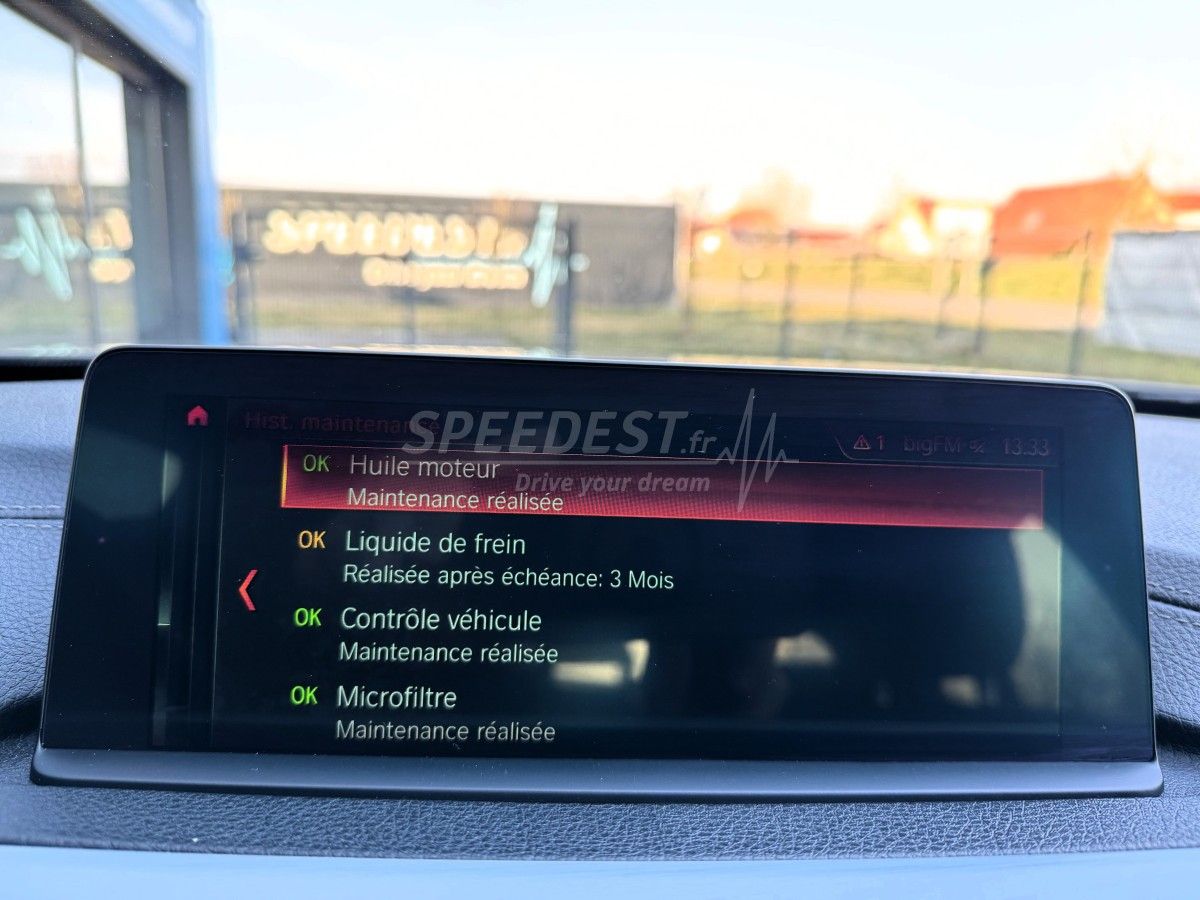 SPEEDEST
Hist. maintenance
SPEEDEST.fr
Drive your dream
1 bigFM 13:33
OK Huile moteur
Maintenance réalisée
OK Liquide de frein
Réalisée après échéance: 3 Mois
OK Contrôle véhicule
Maintenance réalisée
OK Microfiltre
Maintenance réalisée